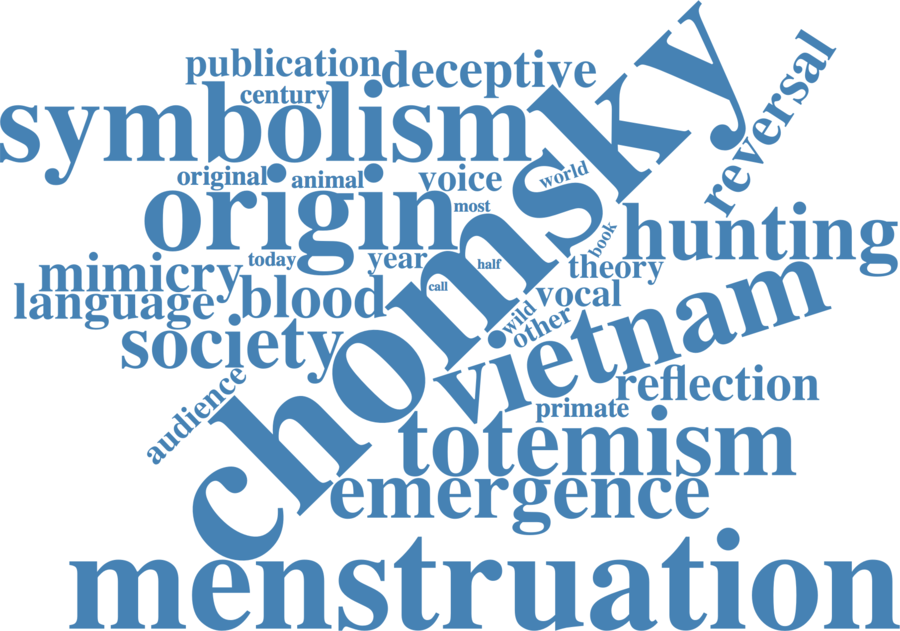 publication
deceptive
century
symbolism
chomsky
reversal
original
animal
voice
world
origin
most
hunting
book
mimicry
today
year
half
theory
language
blood
call
vocal
wild
other
society
vietnam
audience
reflection
primate
totemism
emergence
menstruation